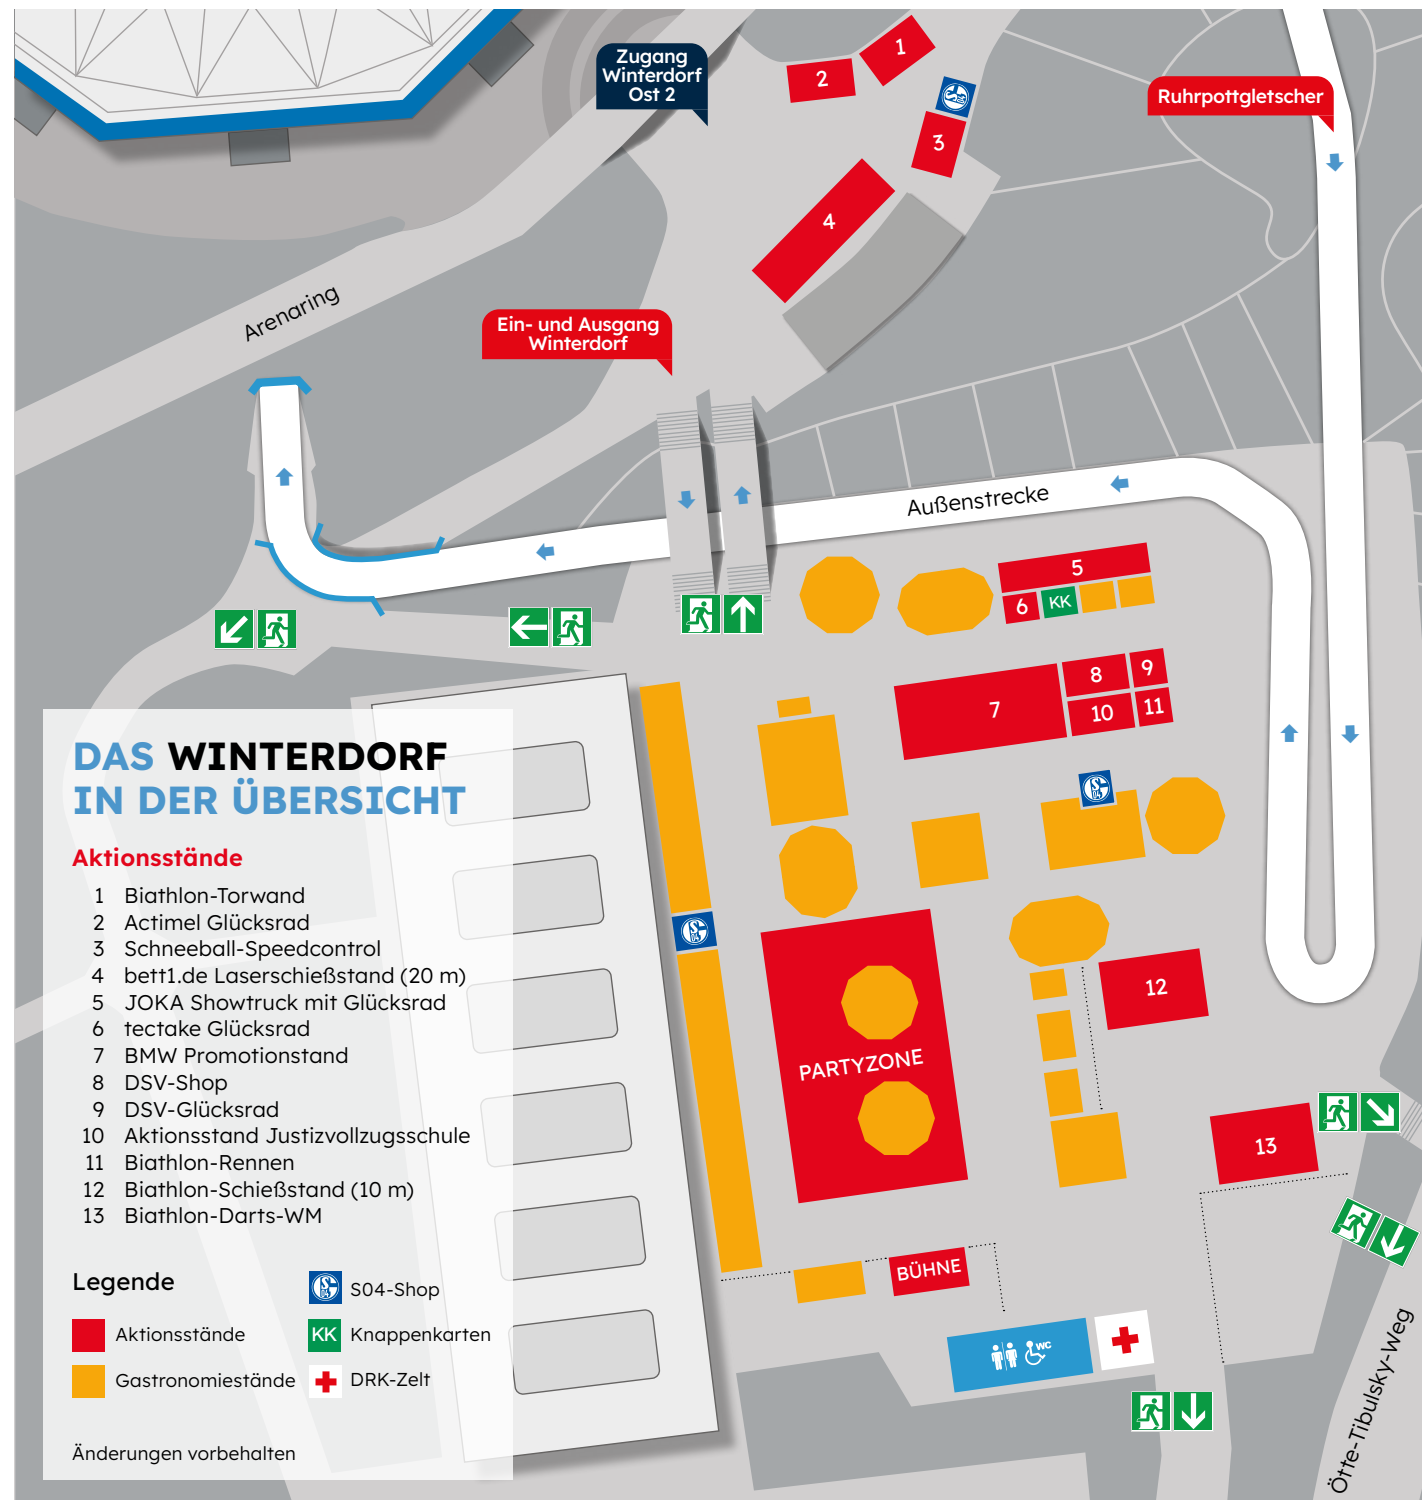 Zugang
Winterdorf
Ost 2
1
2
3
4
Ruhrpottgletscher
Arenaring
Ein- und Ausgang
Winterdorf
Außenstrecke
5
6
KK
7
8
9
10
11
12
PARTYZONE
13
BÜHNE
WC
Ötte-Tibulsky-Weg
DAS WINTERDORF
IN DER ÜBERSICHT
Aktionsstände
1 Biathlon-Torwand
2 Actimel Glücksrad
3 Schneeball-Speedcontrol
4 bett1.de Laserschießstand (20 m)
5 JOKA Showtruck mit Glücksrad
6 tectake Glücksrad
7 BMW Promotionstand
8 DSV-Shop
9 DSV-Glücksrad
10 Aktionsstand Justizvollzugsschule
11 Biathlon-Rennen
12 Biathlon-Schießstand (10 m)
13 Biathlon-Darts-WM
Legende
S04-Shop
Aktionsstände
KK Knappenkarten
Gastronomiestände
DRK-Zelt
Änderungen vorbehalten